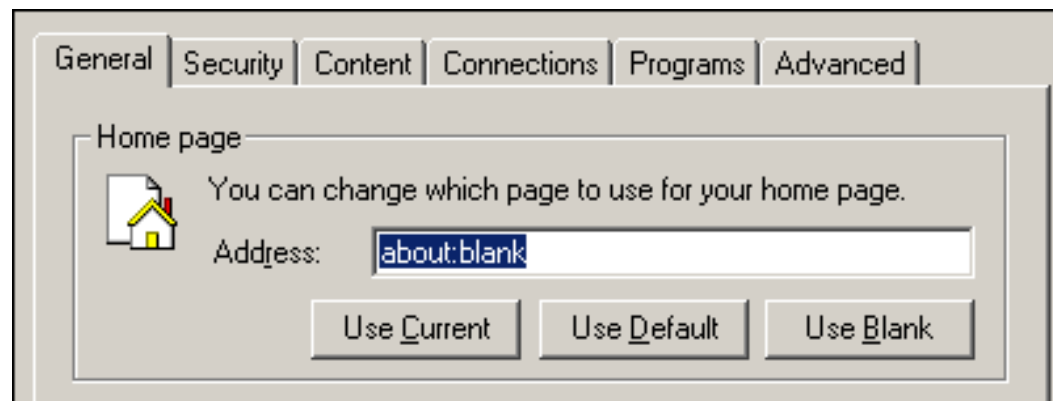 General Security Content Connections Programs Advanced
Home page
You can change which page to use for your home page.
Address: about:blank
Use Current Use Default Use Blank